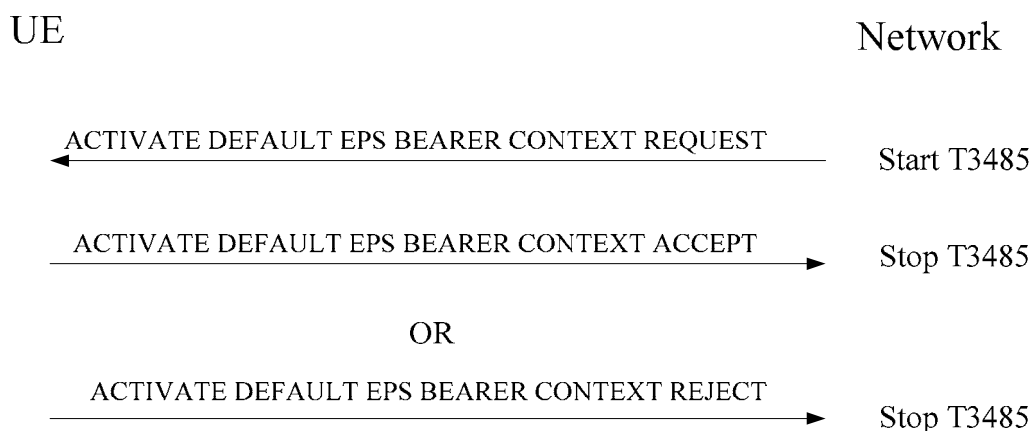 UE
Network
ACTIVATE DEFAULT EPS BEARER CONTEXT REQUEST
Start T3485
ACTIVATE DEFAULT EPS BEARER CONTEXT ACCEPT
Stop T3485
OR
ACTIVATE DEFAULT EPS BEARER CONTEXT REJECT
Stop T3485